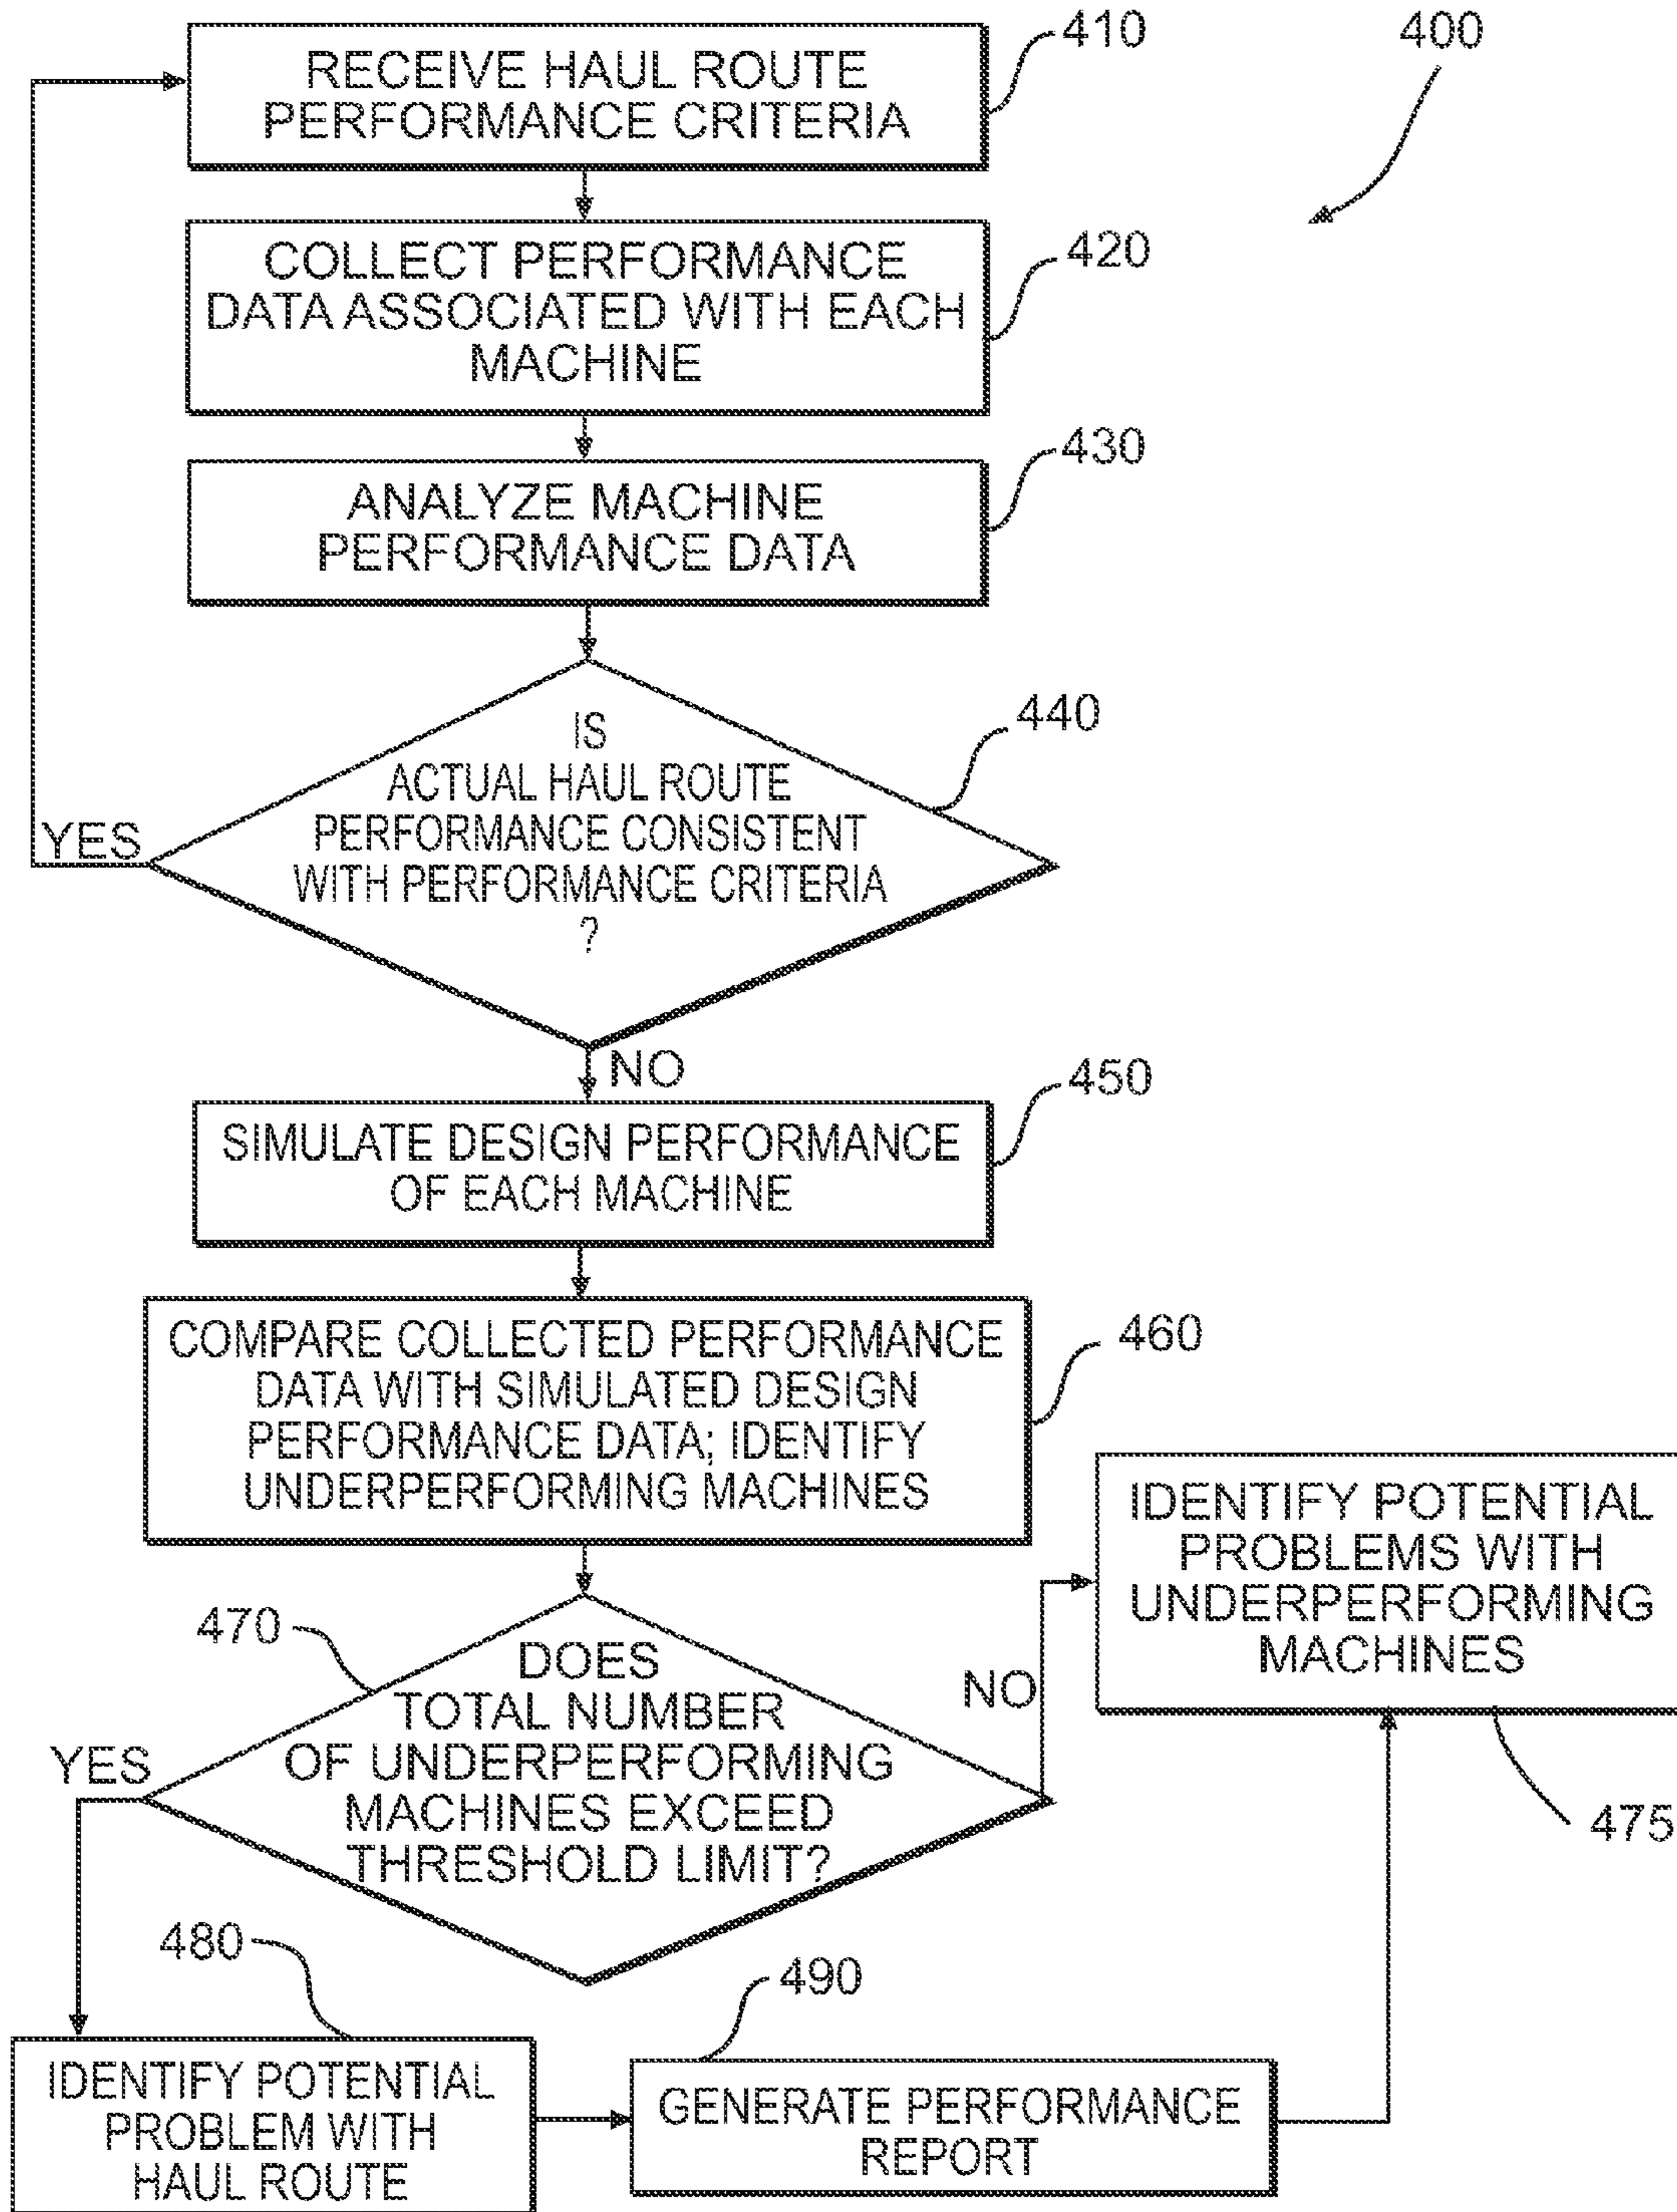 400
410
RECEIVE HAUL ROUTE
PERFORMANCE CRITERIA
420
COLLECT PERFORMANCE
DATA ASSOCIATED WITH EACH
MACHINE
430
ANALYZE MACHINE
PERFORMANCE DATA
440
IS
ACTUAL HAUL ROUTE
PERFORMANCE CONSISTENT
WITH PERFORMANCE CRITERIA
?
YES
NO
450
SIMULATE DESIGN PERFORMANCE
OF EACH MACHINE
460
COMPARE COLLECTED PERFORMANCE
DATA WITH SIMULATED DESIGN
PERFORMANCE DATA; IDENTIFY
UNDERPERFORMING MACHINES
470
DOES
TOTAL NUMBER
OF UNDERPERFORMING
MACHINES EXCEED
THRESHOLD LIMIT?
YES
NO
IDENTIFY POTENTIAL
PROBLEMS WITH
UNDERPERFORMING
MACHINES
475
480
IDENTIFY POTENTIAL
PROBLEM WITH
HAUL ROUTE
490
GENERATE PERFORMANCE
REPORT